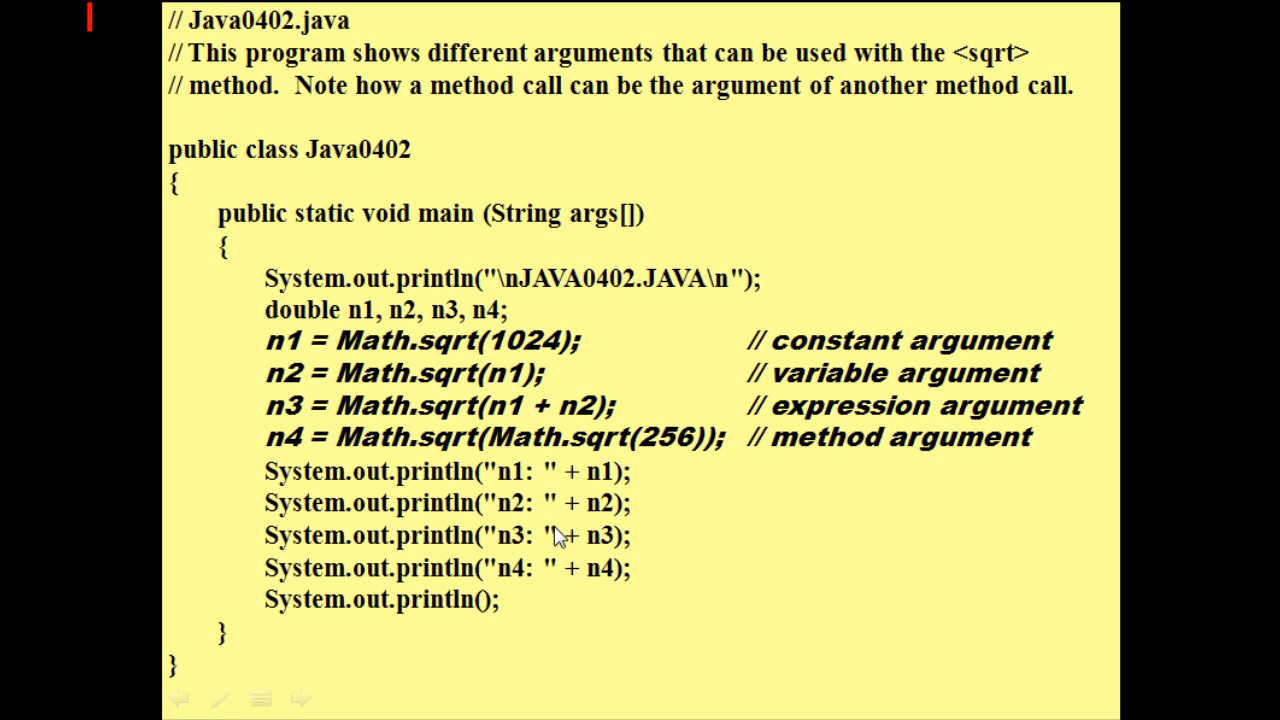 // Java0402.java
// This program shows different arguments that can be used with the <sqrt>
// method.  Note how a method call can be the argument of another method call.
public class Java0402
{
public static void main (String args[])
{
System.out.println("\nJAVA0402.JAVA\n");
double n1, n2, n3, n4;
n1 = Math.sqrt(1024); // constant argument
n2 = Math.sqrt(n1); // variable argument
n3 = Math.sqrt(n1 + n2); // expression argument
n4 = Math.sqrt(Math.sqrt(256)); // method argument
System.out.println("n1: " + n1);
System.out.println("n2: " + n2);
System.out.println("n3: " + n3);
System.out.println("n4: " + n4);
System.out.println();
}
}